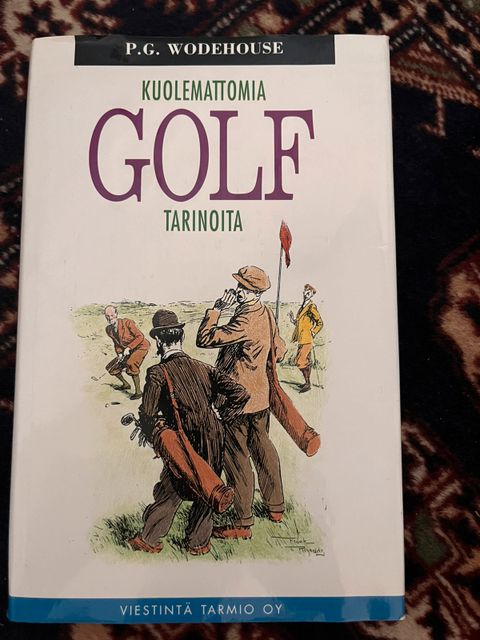 P.G. WODEHOUSE
KUOLEMATTOMIA
GOLF
TARINOITA
VIESTINTÄ TARMIO OY